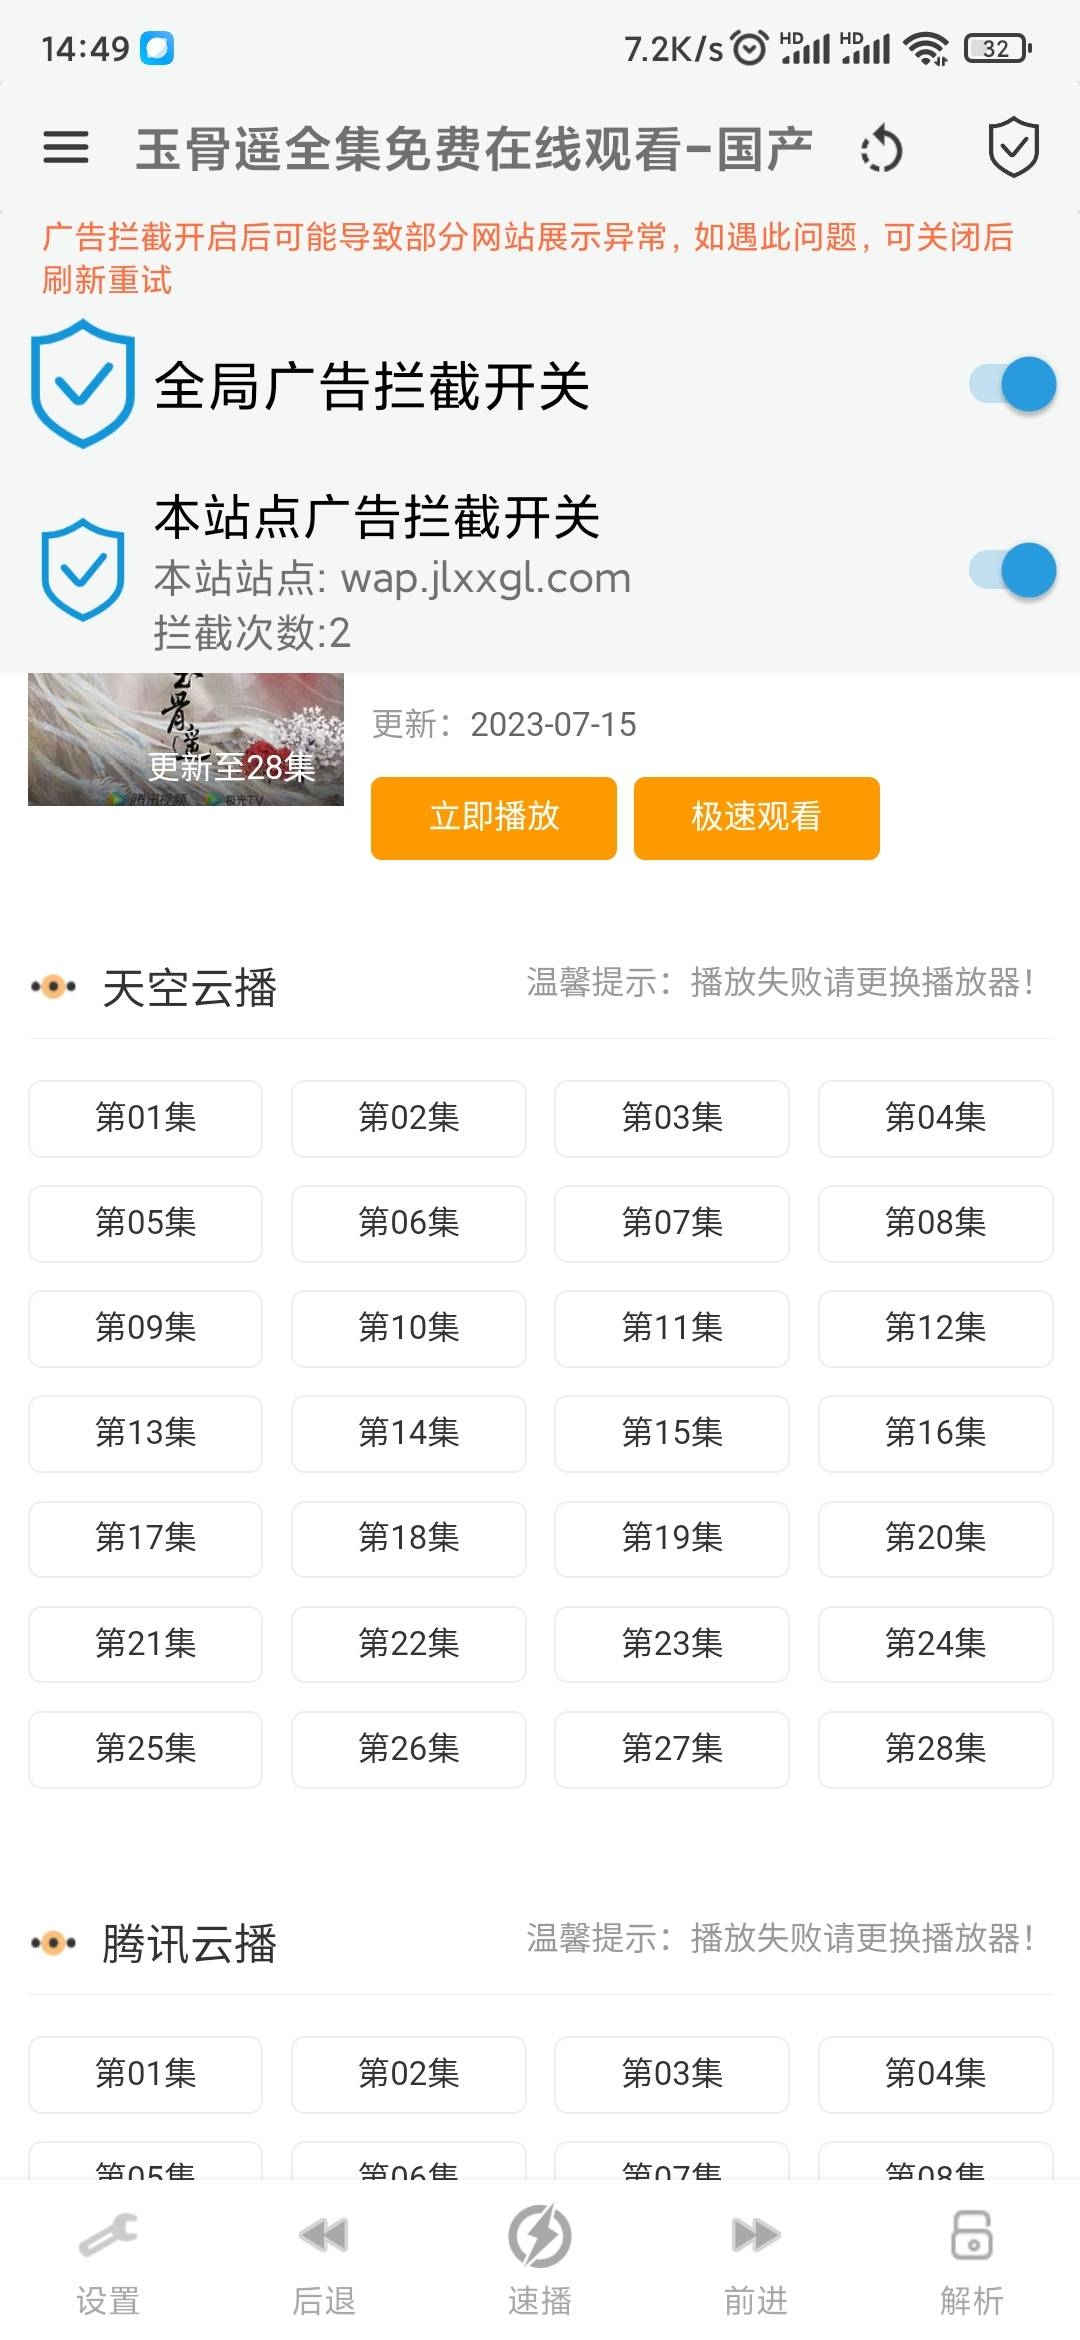 14:49
7.2K/s HD HD 32
玉骨遥全集免费在线观看-国产
广告拦截开启后可能导致部分网站展示异常，如遇此问题，可关闭后
刷新重试
全局广告拦截开关
本站点广告拦截开关
本站站点: wap.jlxxgl.com
拦截次数:2
骨
遥
更新至28集
腾讯视频 极光TV
更新：2023-07-15
立即播放 极速观看
天空云播 温馨提示：播放失败请更换播放器！
第01集 第02集 第03集 第04集
第05集 第06集 第07集 第08集
第09集 第10集 第11集 第12集
第13集 第14集 第15集 第16集
第17集 第18集 第19集 第20集
第21集 第22集 第23集 第24集
第25集 第26集 第27集 第28集
腾讯云播 温馨提示：播放失败请更换播放器！
第01集 第02集 第03集 第04集
第05集 第06集 第07集 第08集
设置 后退 速播 前进 解析